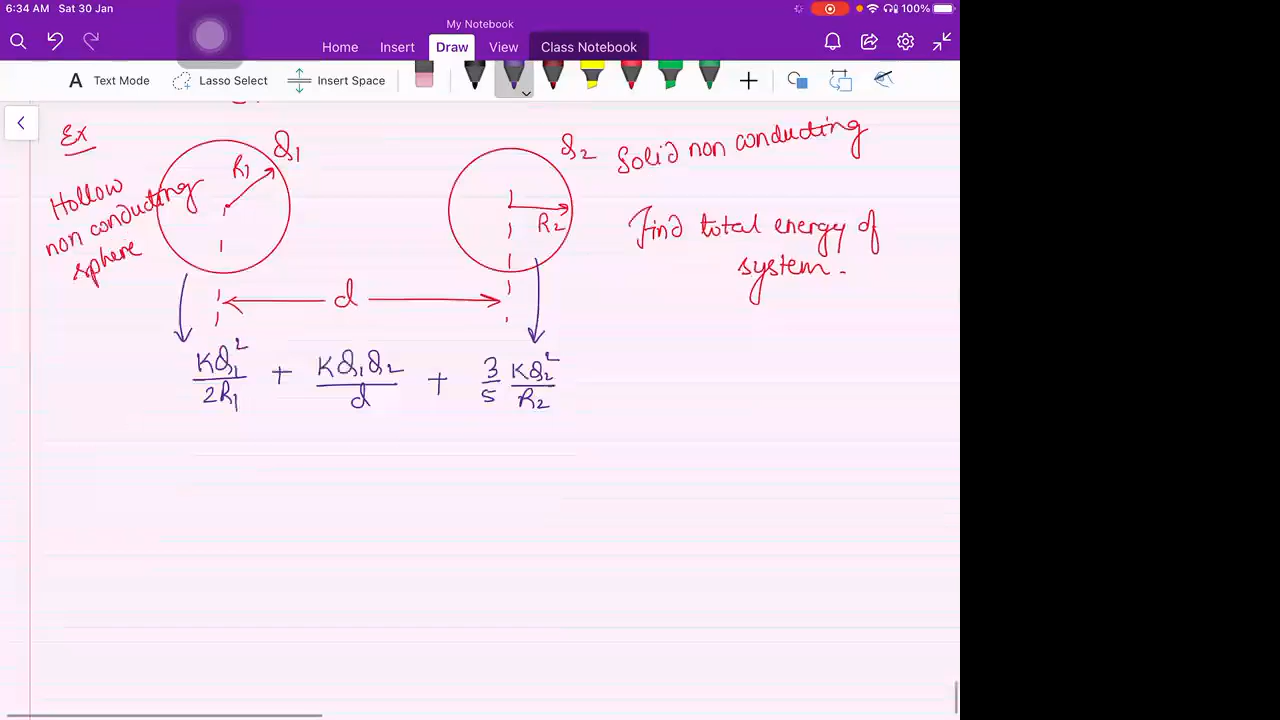 6:34 AM Sat 30 Jan
100%
My Notebook
Home Insert Draw View Class Notebook
A Text Mode Lasso Select Insert Space
Ex
Hollow
non conducting
sphere
R₁
Q₁
Q₂
R₂
Solid non conducting
Find total energy of
system.
d
KQ₁²/2R₁ + KQ₁Q₂/d + 3/5 KQ₂²/R₂